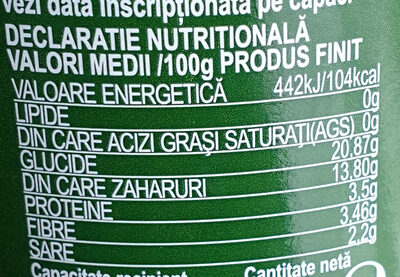 vezi data inscripționată pe capac
DECLARATIE NUTRITIONALĂ
VALORI MEDII /100g PRODUS FINIT
VALOARE ENERGETICĂ 442kJ/104kcal
LIPIDE 0g
DIN CARE ACIZI GRAȘI SATURAȚI(AGS) 0g
GLUCIDE 20.87g
DIN CARE ZAHARURI 13.80g
PROTEINE 3.5g
FIBRE 3.46g
SARE 2,2g
Capacitate recipient Cantitate netă